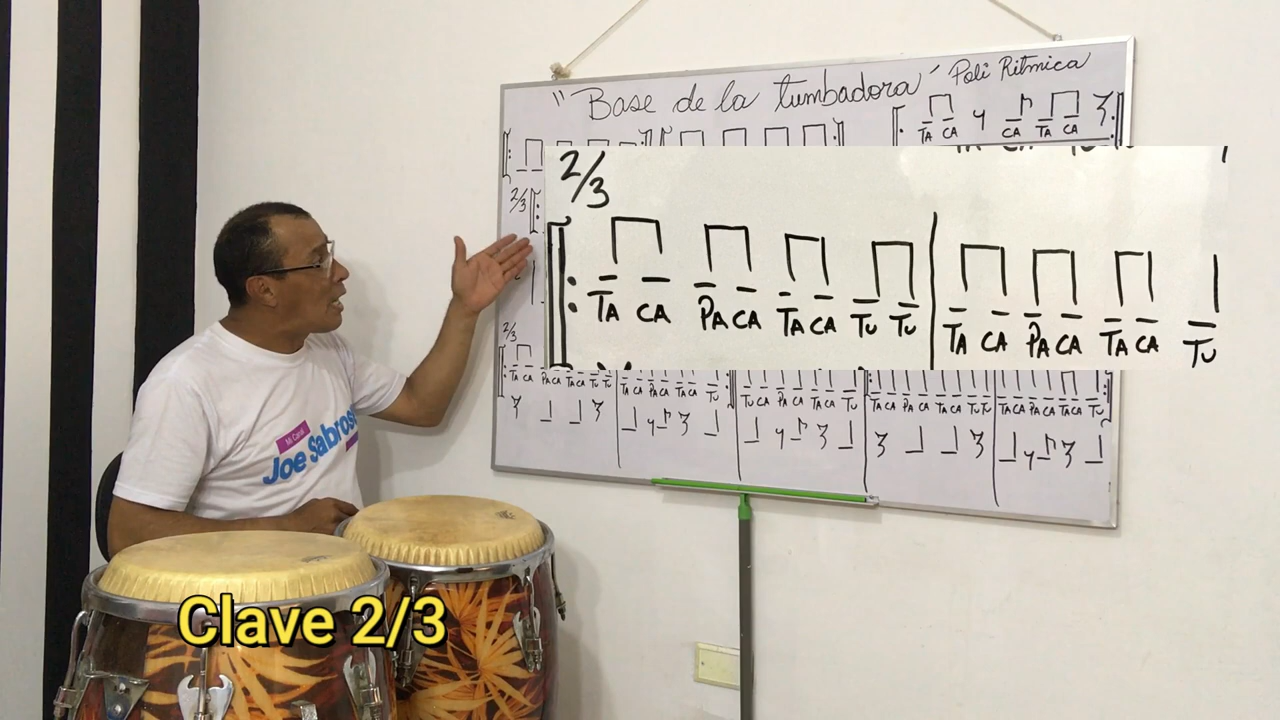 "Base de la tumbadora" Poli Ritmica
TA CA y CA TA CA
2/3
2/3
TA CA PA CA TA CA TU TU TA CA PA CA TA CA TU
2/3
TA CA PA CA TA CA TU TU TA CA PA CA TA CA TU TU CA PA CA TA CA TU TA CA PA CA TA CA TU TU TA CA PA CA TA CA TU
y y y
Mi Canal
Joe Sabroso
Clave 2/3